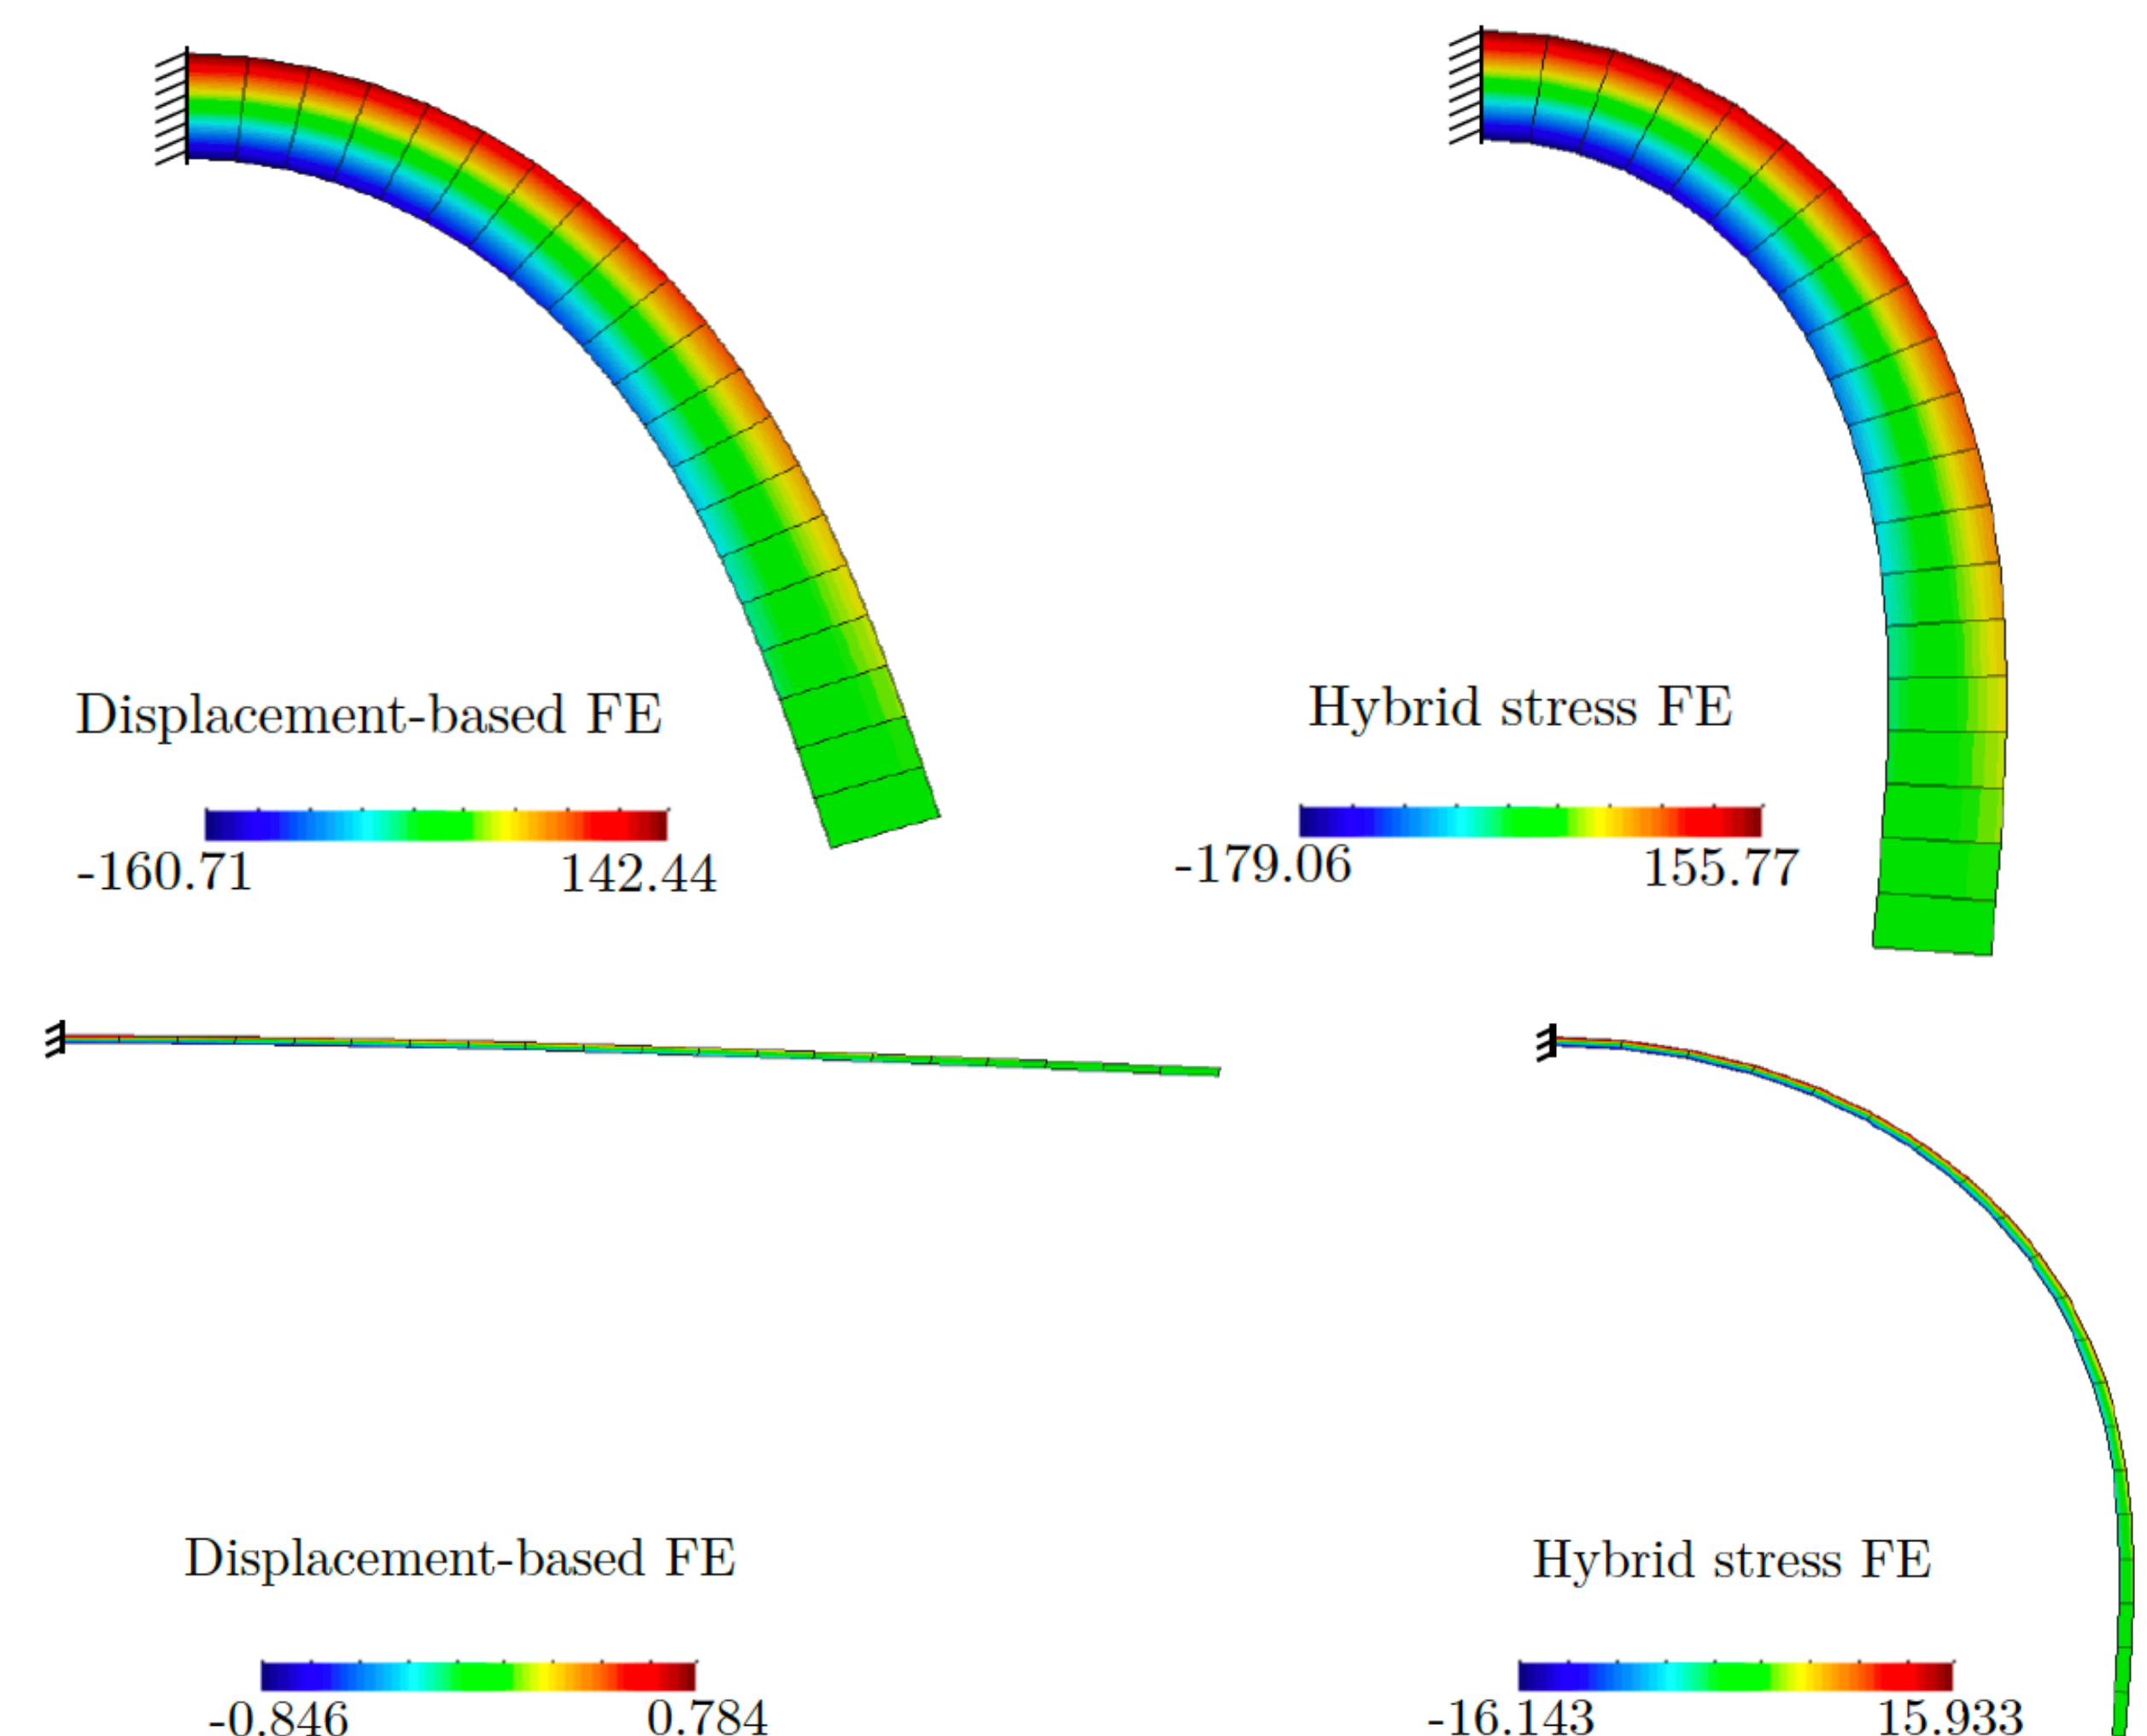 Displacement-based FE
-160.71 142.44
Hybrid stress FE
-179.06 155.77
Displacement-based FE
-0.846 0.784
Hybrid stress FE
-16.143 15.933